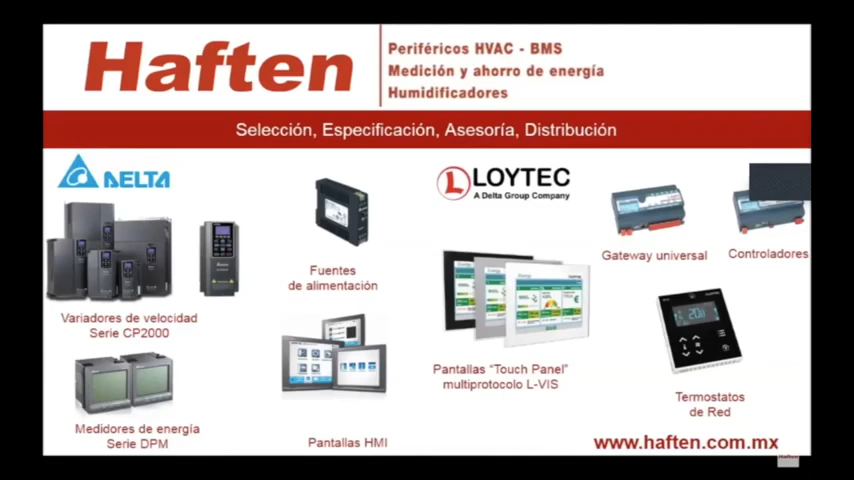 Haften
Periféricos HVAC - BMS
Medición y ahorro de energía
Humidificadores
Selección, Especificación, Asesoría, Distribución
DELTA
LOYTEC
A Delta Group Company
Fuentes
de alimentación
Gateway universal
Controladores
Variadores de velocidad
Serie CP2000
Pantallas "Touch Panel"
multiprotocolo L-VIS
Termostatos
de Red
Medidores de energía
Serie DPM
Pantallas HMI
www.haften.com.mx
Haften